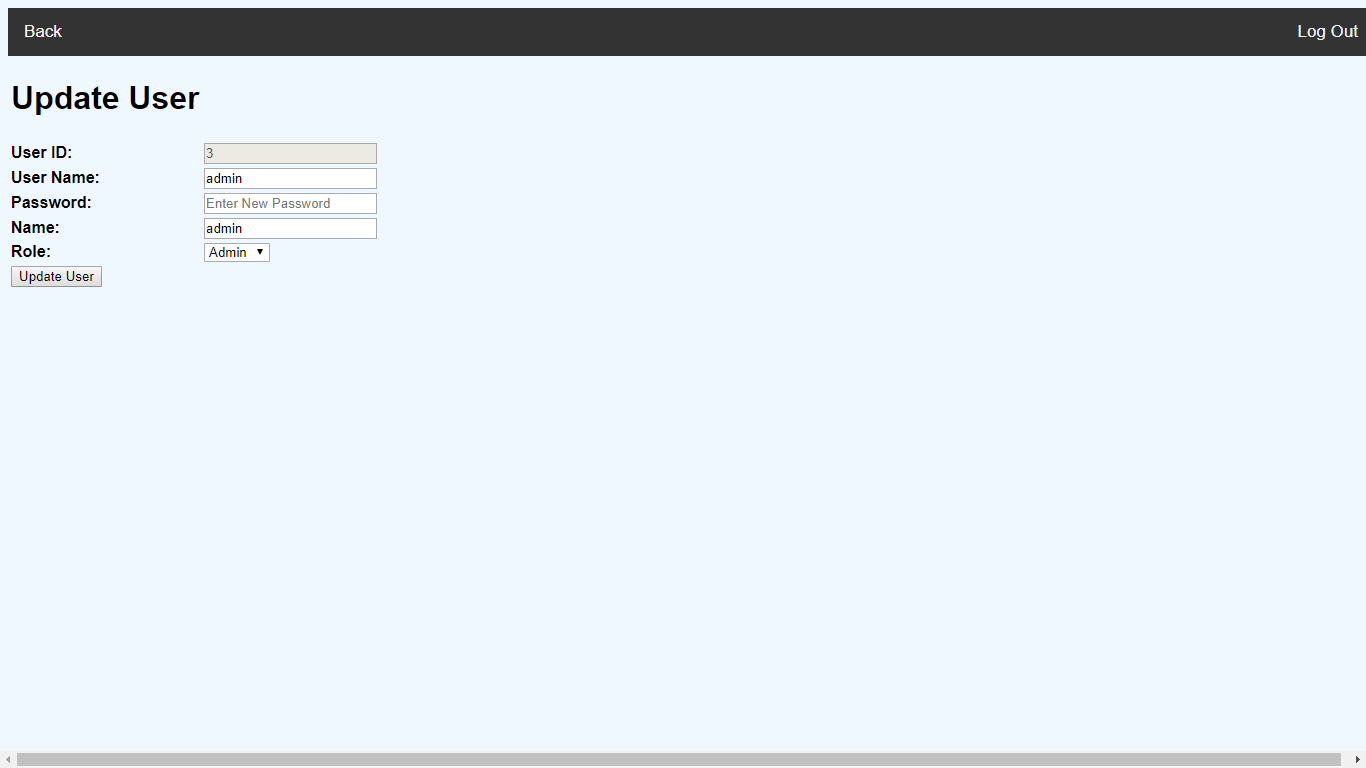 Back Log Out
Update User
User ID: 3
User Name: admin
Password: Enter New Password
Name: admin
Role: Admin
Update User